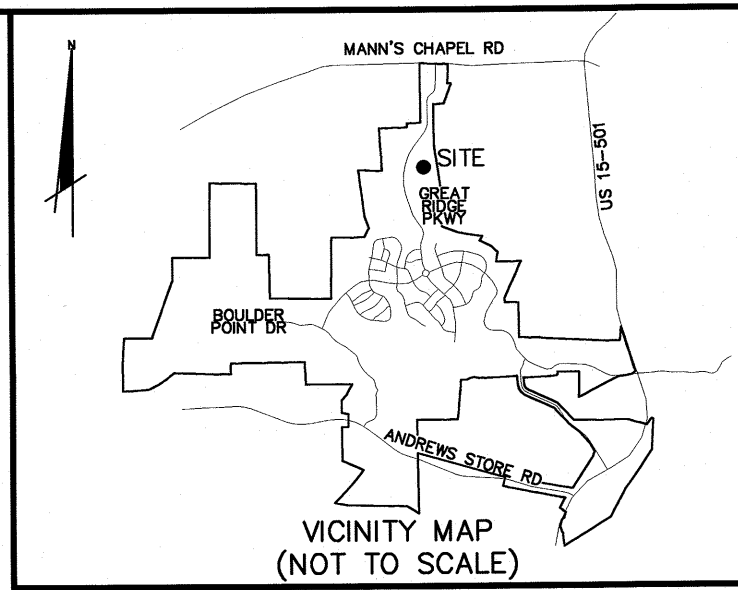 N
MANN'S CHAPEL RD
US 15-501
SITE
GREAT
RIDGE
PKWY
BOULDER
POINT DR
ANDREWS STORE RD
VICINITY MAP
(NOT TO SCALE)